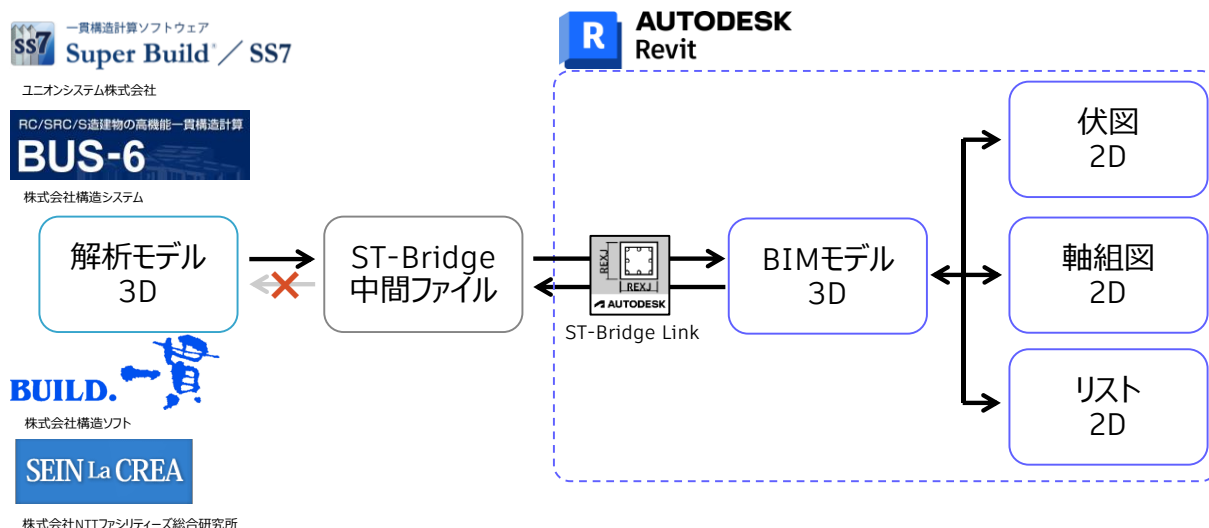 一貫構造計算ソフトウェア
SS7
Super Build®／SS7
ユニオンシステム株式会社
RC/SRC/S造建物の高機能一貫構造計算
BUS-6
株式会社構造システム
解析モデル
3D
BUILD.一貫
株式会社構造ソフト
SEIN La CREA
株式会社NTTファシリティーズ総合研究所
ST-Bridge
中間ファイル
R
AUTODESK
Revit
REXJ
REXJ
AUTODESK
ST-Bridge Link
BIMモデル
3D
伏図
2D
軸組図
2D
リスト
2D